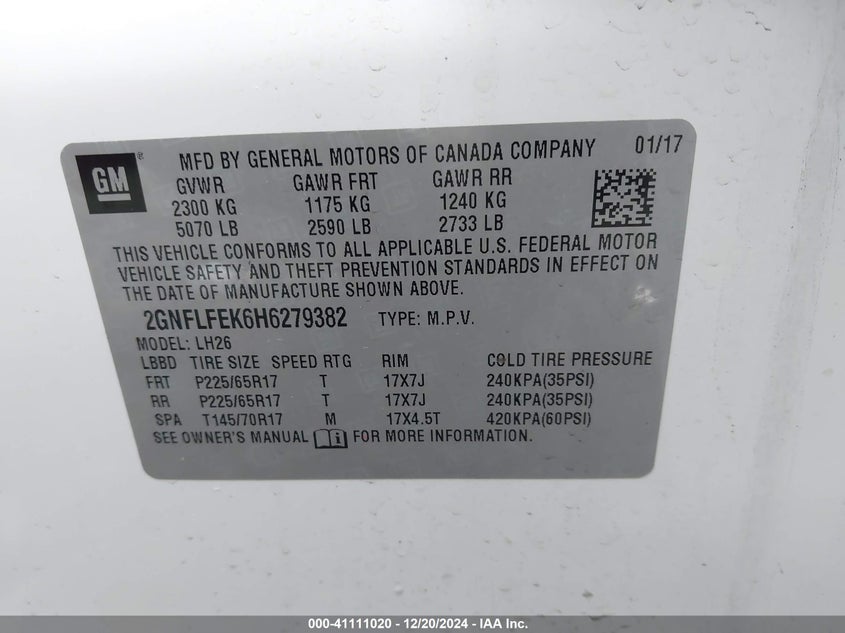 GM ® MFD BY GENERAL MOTORS OF CANADA COMPANY 01/17
GVWR GAWR FRT GAWR RR
2300 KG 1175 KG 1240 KG
5070 LB 2590 LB 2733 LB
THIS VEHICLE CONFORMS TO ALL APPLICABLE U.S. FEDERAL MOTOR
VEHICLE SAFETY AND THEFT PREVENTION STANDARDS IN EFFECT ON
THE DATE OF MANUFACTURE SHOWN ABOVE.
2GNFLFEK6H6279382 TYPE: M.P.V.
MODEL: LH26
LBBD TIRE SIZE SPEED RTG RIM COLD TIRE PRESSURE
FRT P225/65R17 T 17X7J 240KPA(35PSI)
RR P225/65R17 T 17X7J 240KPA(35PSI)
SPA T145/70R17 M 17X4.5T 420KPA(60PSI)
SEE OWNER'S MANUAL FOR MORE INFORMATION.
000-41111020 - 12/20/2024 - IAA Inc.